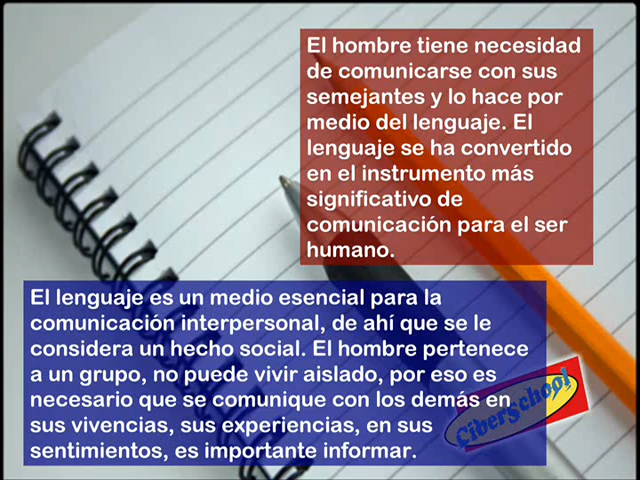 El hombre tiene necesidad
de comunicarse con sus
semejantes y lo hace por
medio del lenguaje. El
lenguaje se ha convertido
en el instrumento más
significativo de
comunicación para el ser
humano.
El lenguaje es un medio esencial para la
comunicación interpersonal, de ahí que se le
considera un hecho social. El hombre pertenece
a un grupo, no puede vivir aislado, por eso es
necesario que se comunique con los demás en
sus vivencias, sus experiencias, en sus
sentimientos, es importante informar.
CiberSchool